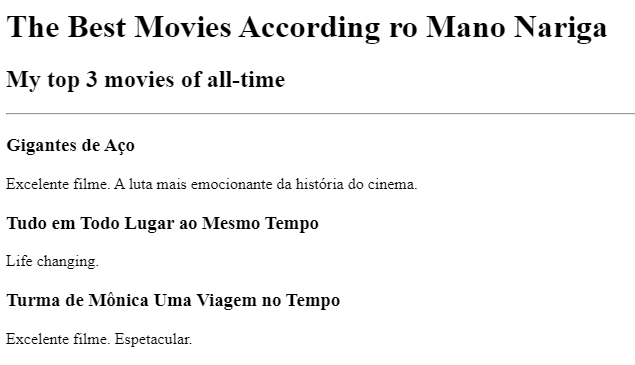 The Best Movies According ro Mano Nariga
My top 3 movies of all-time
Gigantes de Aço
Excelente filme. A luta mais emocionante da história do cinema.
Tudo em Todo Lugar ao Mesmo Tempo
Life changing.
Turma de Mônica Uma Viagem no Tempo
Excelente filme. Espetacular.